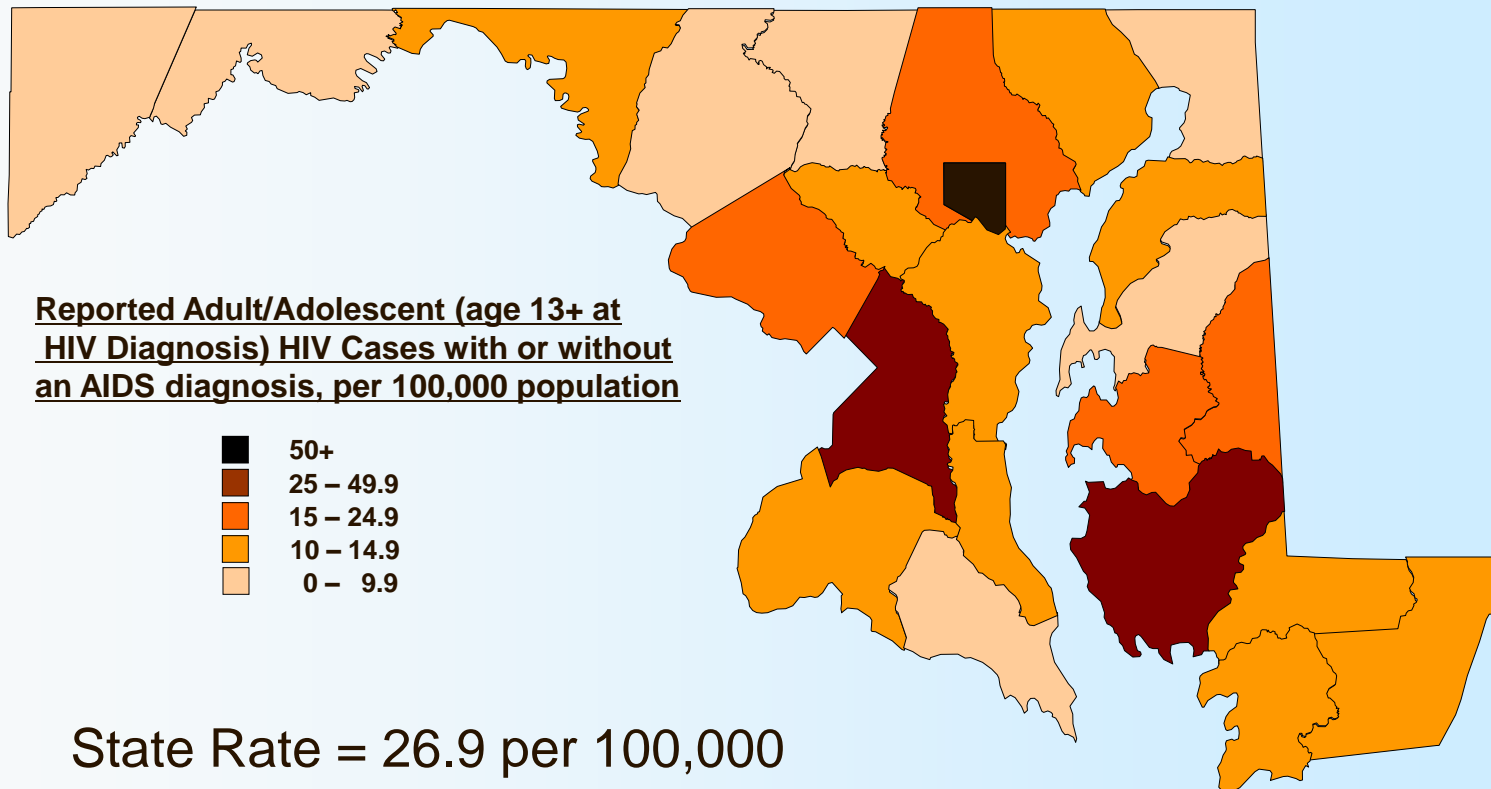 Reported Adult/Adolescent (age 13+ at
HIV Diagnosis) HIV Cases with or without
an AIDS diagnosis, per 100,000 population
50+
25 – 49.9
15 – 24.9
10 – 14.9
0 – 9.9
State Rate = 26.9 per 100,000